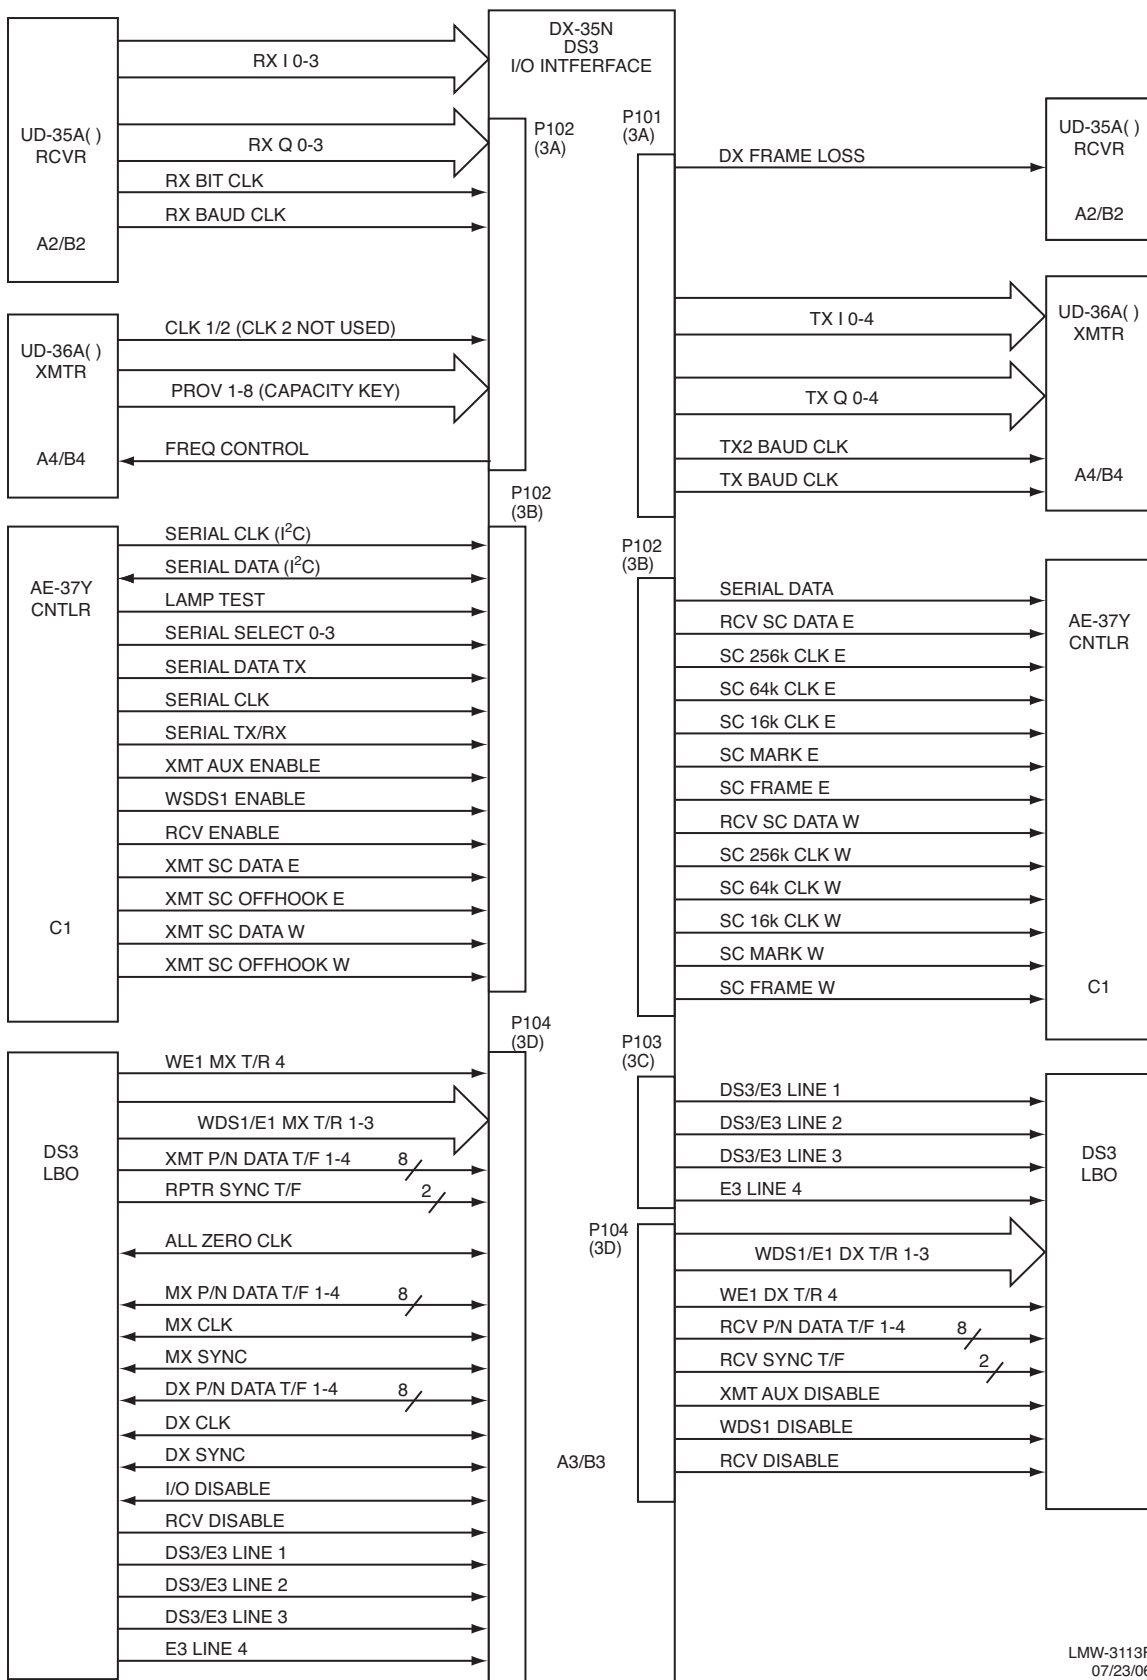 DX-35N
DS3
I/O INTFERFACE
UD-35A( )
RCVR
A2/B2
RX I 0-3
RX Q 0-3
RX BIT CLK
RX BAUD CLK
P102
(3A)
UD-36A( )
XMTR
A4/B4
CLK 1/2 (CLK 2 NOT USED)
PROV 1-8 (CAPACITY KEY)
FREQ CONTROL
P102
(3B)
AE-37Y
CNTLR
C1
SERIAL CLK (I²C)
SERIAL DATA (I²C)
LAMP TEST
SERIAL SELECT 0-3
SERIAL DATA TX
SERIAL CLK
SERIAL TX/RX
XMT AUX ENABLE
WSDS1 ENABLE
RCV ENABLE
XMT SC DATA E
XMT SC OFFHOOK E
XMT SC DATA W
XMT SC OFFHOOK W
P104
(3D)
DS3
LBO
WE1 MX T/R 4
WDS1/E1 MX T/R 1-3
XMT P/N DATA T/F 1-4 8
RPTR SYNC T/F 2
ALL ZERO CLK
MX P/N DATA T/F 1-4 8
MX CLK
MX SYNC
DX P/N DATA T/F 1-4 8
DX CLK
DX SYNC
I/O DISABLE
RCV DISABLE
DS3/E3 LINE 1
DS3/E3 LINE 2
DS3/E3 LINE 3
E3 LINE 4
A3/B3
P101
(3A)
DX FRAME LOSS
UD-35A( )
RCVR
A2/B2
TX I 0-4
TX Q 0-4
TX2 BAUD CLK
TX BAUD CLK
UD-36A( )
XMTR
A4/B4
P102
(3B)
SERIAL DATA
RCV SC DATA E
SC 256k CLK E
SC 64k CLK E
SC 16k CLK E
SC MARK E
SC FRAME E
RCV SC DATA W
SC 256k CLK W
SC 64k CLK W
SC 16k CLK W
SC MARK W
SC FRAME W
AE-37Y
CNTLR
C1
P103
(3C)
DS3/E3 LINE 1
DS3/E3 LINE 2
DS3/E3 LINE 3
E3 LINE 4
P104
(3D)
WDS1/E1 DX T/R 1-3
WE1 DX T/R 4
RCV P/N DATA T/F 1-4 8
RCV SYNC T/F 2
XMT AUX DISABLE
WDS1 DISABLE
RCV DISABLE
DS3
LBO